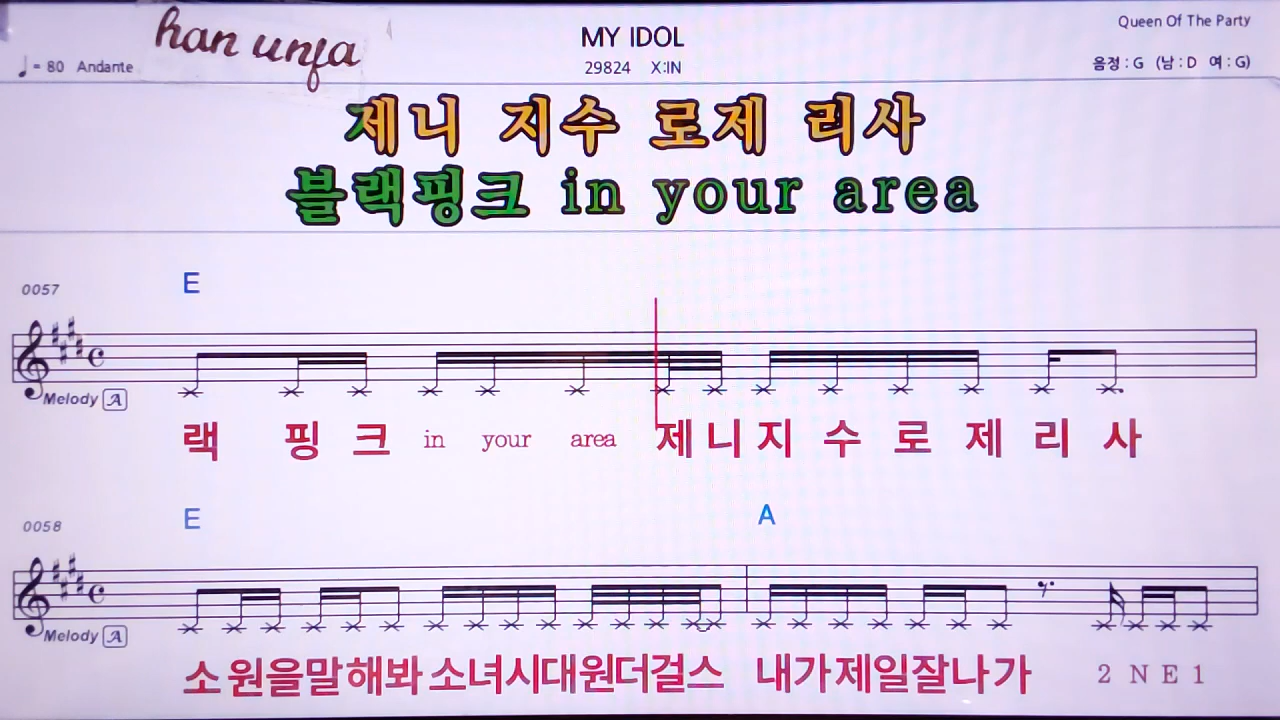 han unja
MY IDOL
Queen Of The Party
♩= 80 Andante
29824 X:IN
음정 : G (남 : D 여 : G)
제니 지수 로제 리사
블랙핑크 in your area
0057
E
Melody A
랙 핑 크 in your area 제 니 지 수 로 제 리 사
0058
E A
Melody A
소 원을말해봐 소녀시대원더걸스 내가제일잘나가 2 N E 1